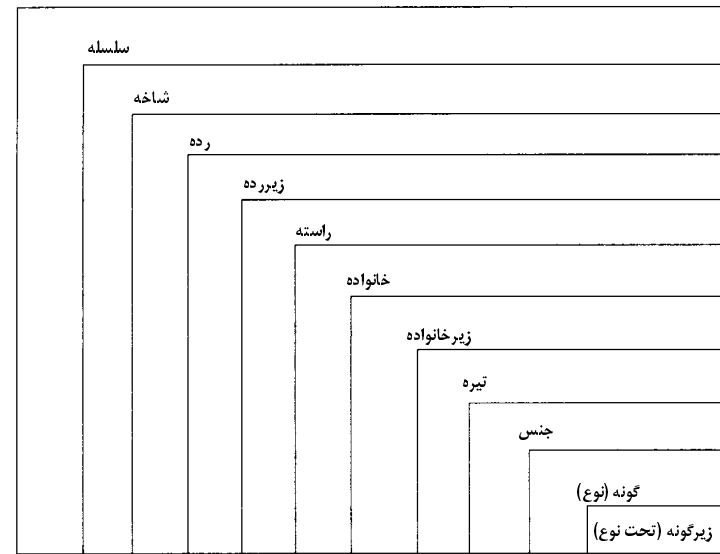 سلسله
شاخه
رده
زیررده
راسته
خانواده
زیرخانواده
تیره
جنس
گونه (نوع)
زیرگونه (تحت نوع)